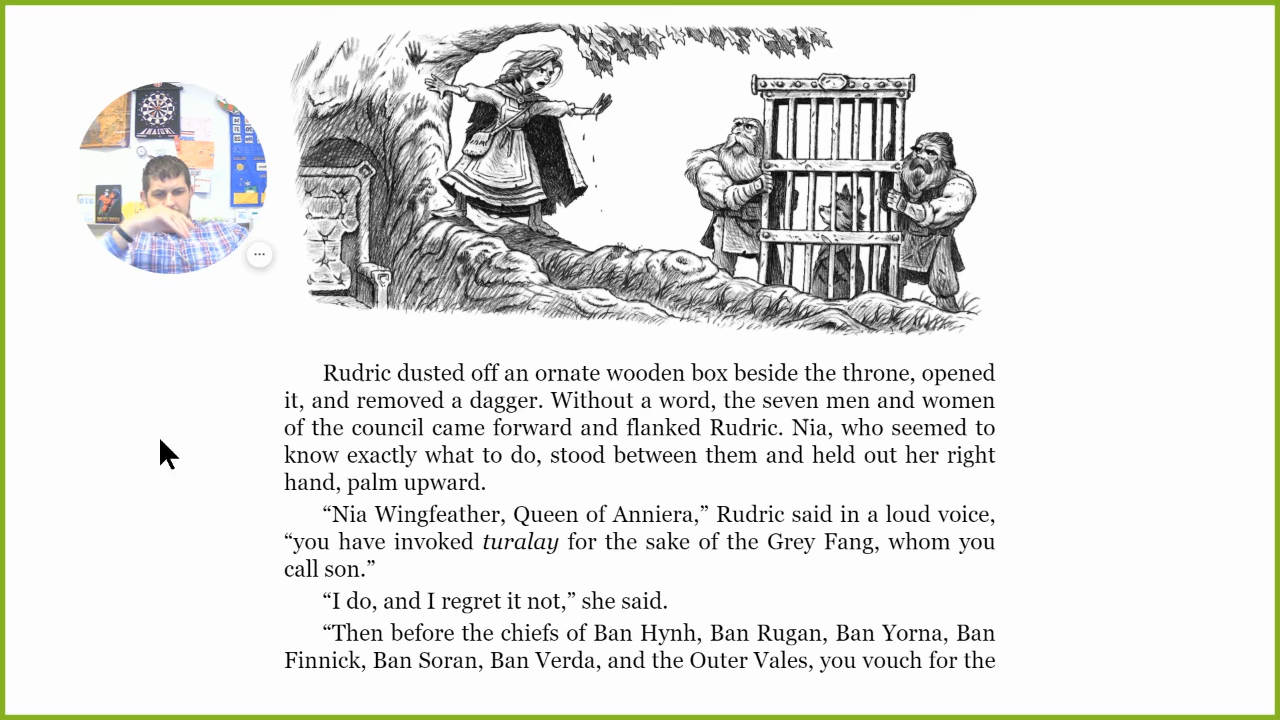 Rudric dusted off an ornate wooden box beside the throne, opened
it, and removed a dagger. Without a word, the seven men and women
of the council came forward and flanked Rudric. Nia, who seemed to
know exactly what to do, stood between them and held out her right
hand, palm upward.
“Nia Wingfeather, Queen of Anniera,” Rudric said in a loud voice,
“you have invoked turalay for the sake of the Grey Fang, whom you
call son.”
“I do, and I regret it not,” she said.
“Then before the chiefs of Ban Hynh, Ban Rugan, Ban Yorna, Ban
Finnick, Ban Soran, Ban Verda, and the Outer Vales, you vouch for the